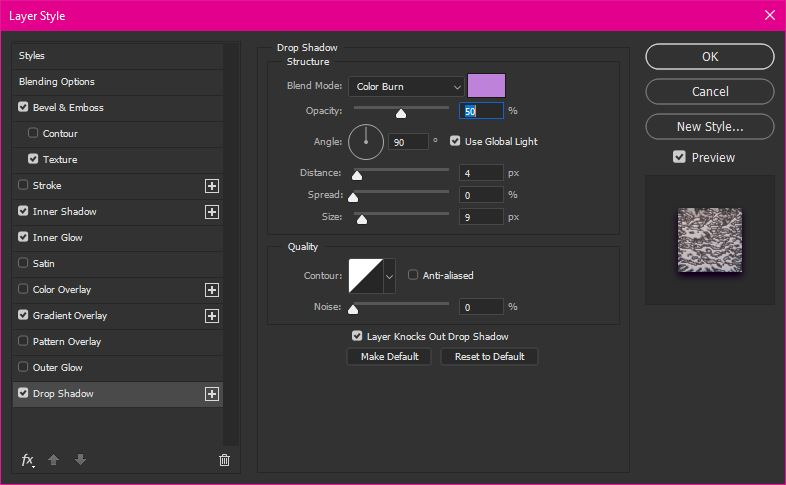 Layer Style
Styles
Blending Options
Bevel & Emboss
Contour
Texture
Stroke
Inner Shadow
Inner Glow
Satin
Color Overlay
Gradient Overlay
Pattern Overlay
Outer Glow
Drop Shadow
fx
Drop Shadow
Structure
Blend Mode: Color Burn
Opacity: 50 %
Angle: 90 ° Use Global Light
Distance: 4 px
Spread: 0 %
Size: 9 px
Quality
Contour: Anti-aliased
Noise: 0 %
Layer Knocks Out Drop Shadow
Make Default Reset to Default
OK
Cancel
New Style...
Preview